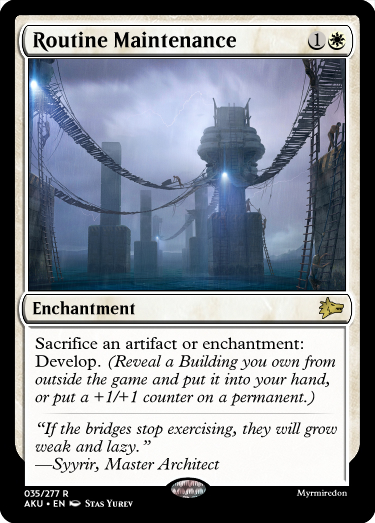 Routine Maintenance 1
Enchantment
Sacrifice an artifact or enchantment:
Develop. (Reveal a Building you own from
outside the game and put it into your hand,
or put a +1/+1 counter on a permanent.)
“If the bridges stop exercising, they will grow
weak and lazy.”
—Syyrir, Master Architect
035/277 R
Myrmiredon
AKU • EN Stas Yurev